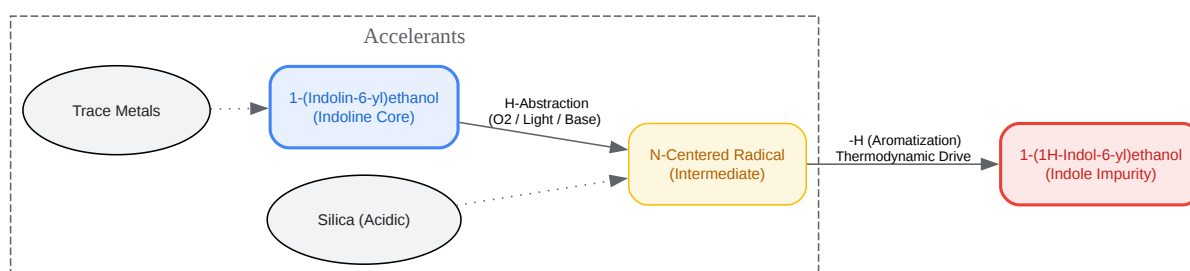 Accelerants
Trace Metals
1-(Indolin-6-yl)ethanol
(Indoline Core)
H-Abstraction
(O2 / Light / Base)
Silica (Acidic)
N-Centered Radical
(Intermediate)
-H (Aromatization)
Thermodynamic Drive
1-(1H-Indol-6-yl)ethanol
(Indole Impurity)